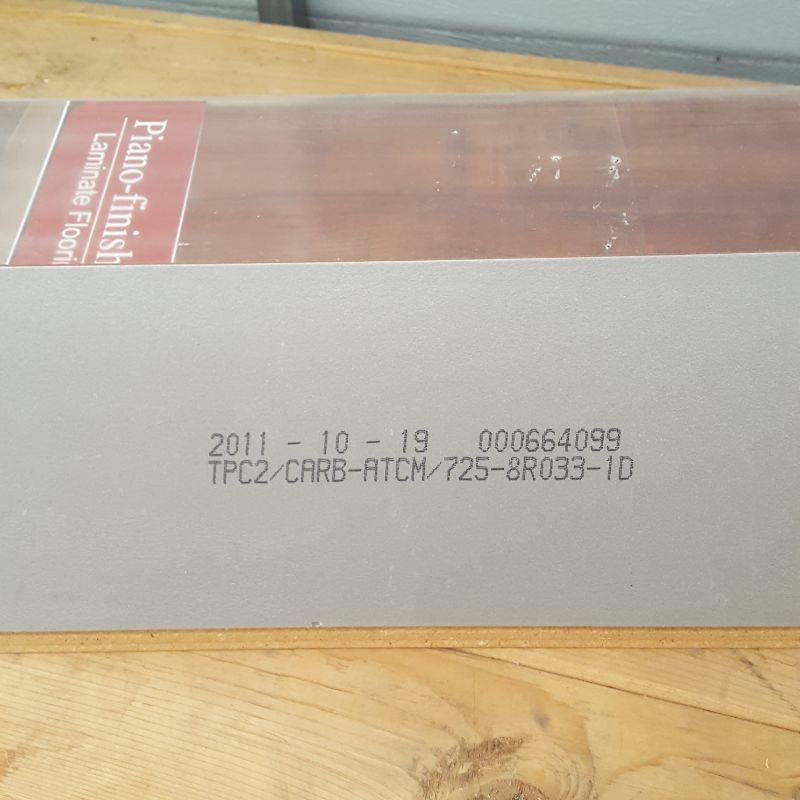 Piano-finish
Laminate Floori
2011 - 10 - 19 000664099
TPC2/CARB-ATCM/725-8R033-1D